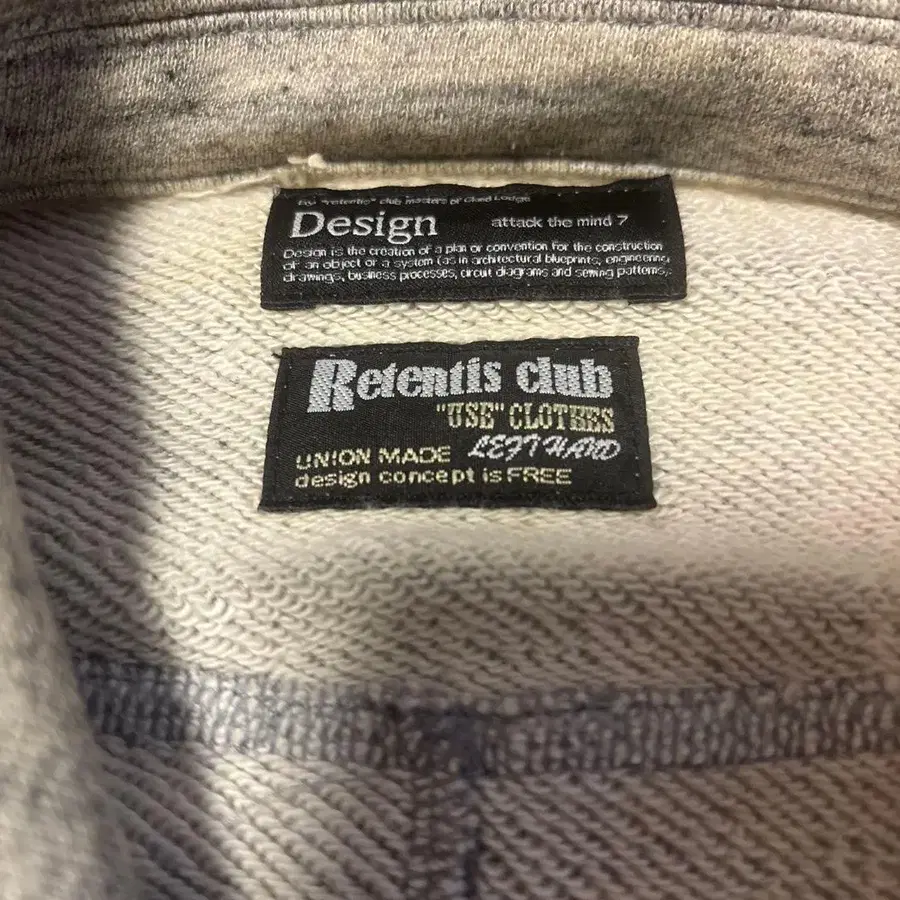 "retentis" club masters of Lodge
Design attack the mind 7
Design is the creation of a plan or convention for the construction
of an object or a system (as in architectural blueprints, engineering
drawings, business processes, circuit diagrams and sewing patterns).
Retentis club
"USE" CLOTHES
UNION MADE LEFT HAND
design concept is FREE